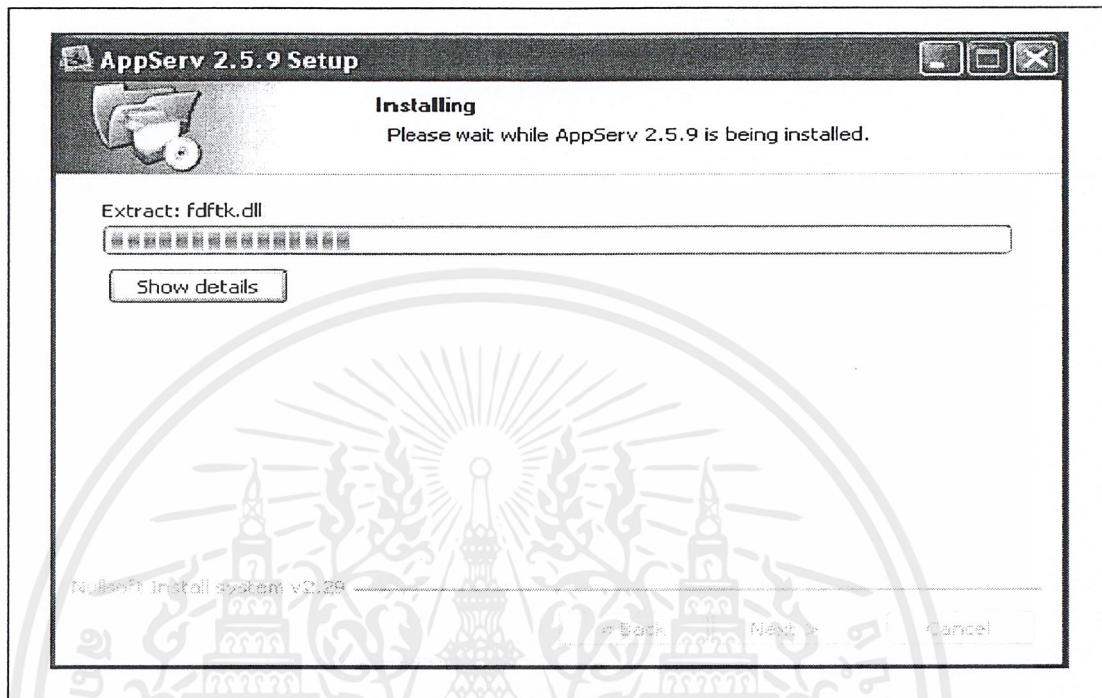 AppServ 2.5.9 Setup
Installing
Please wait while AppServ 2.5.9 is being installed.
Extract: fdftk.dll
Show details
Nullsoft Install system v2.29
< Back
Next >
Cancel